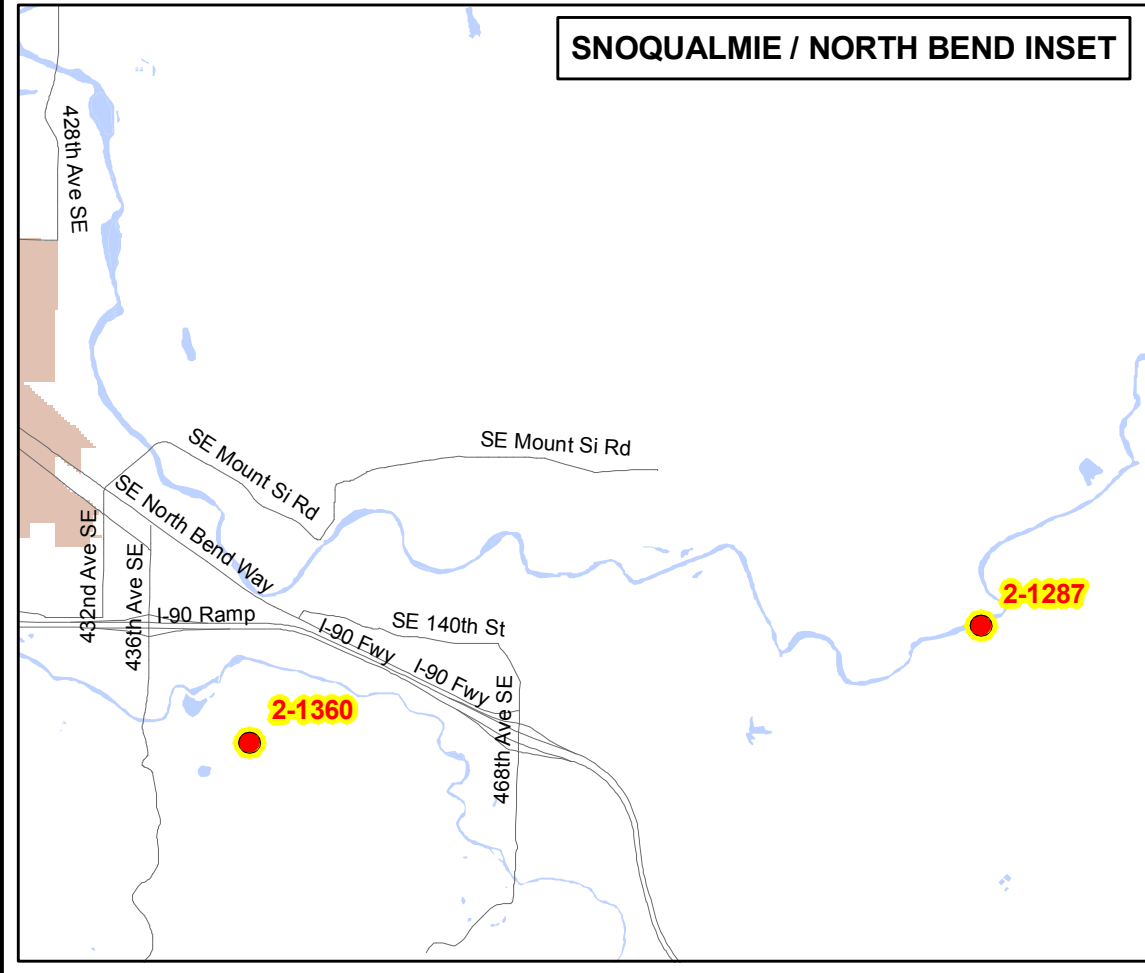 SNOQUALMIE / NORTH BEND INSET
428th Ave SE
SE Mount Si Rd
SE Mount Si Rd
SE North Bend Way
432nd Ave SE
436th Ave SE
I-90 Ramp
I-90 Fwy
SE 140th St
I-90 Fwy
468th Ave SE
2-1287
2-1360